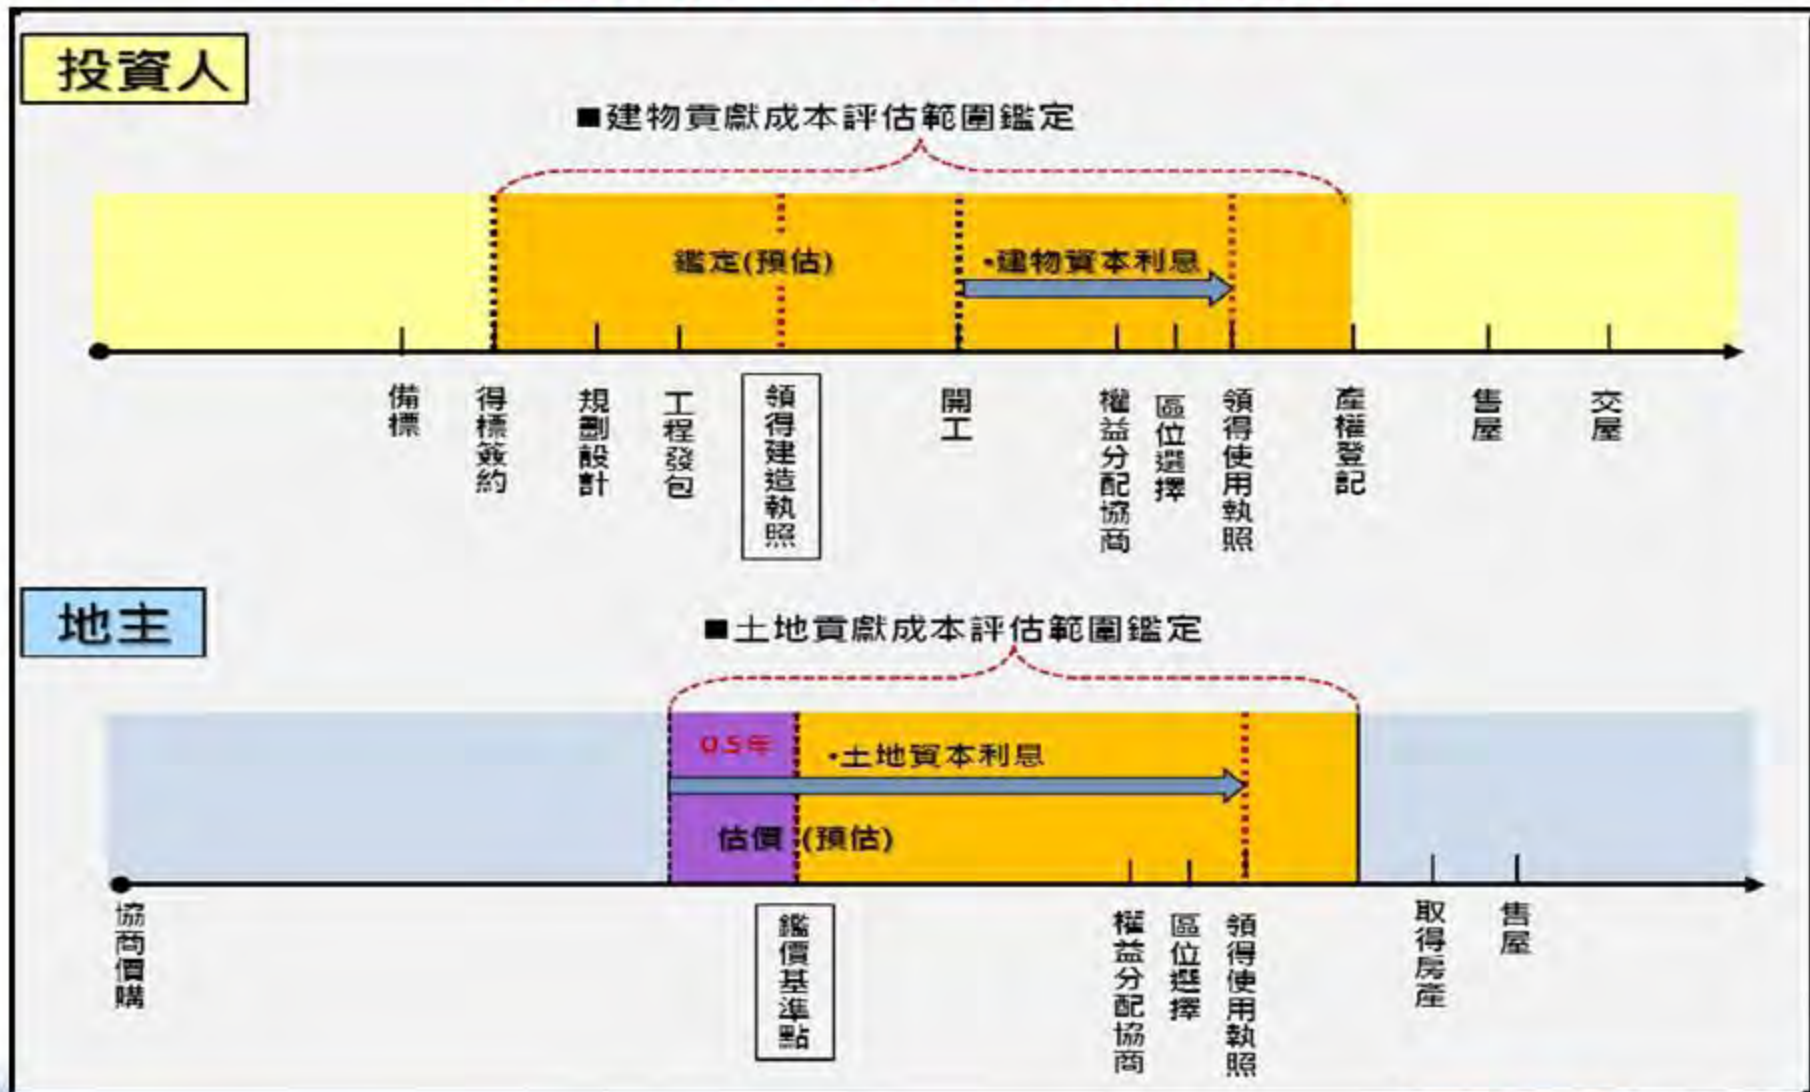 投資人
■建物貢獻成本評估範圍鑑定
鑑定(預估)
•建物資本利息
備標
得標簽約
規劃設計
工程發包
領得建造執照
開工
權益分配協商
區位選擇
領得使用執照
產權登記
售屋
交屋
地主
■土地貢獻成本評估範圍鑑定
0.5年
•土地資本利息
估價 (預估)
協商價購
鑑價基準點
權益分配協商
區位選擇
領得使用執照
取得房產
售屋